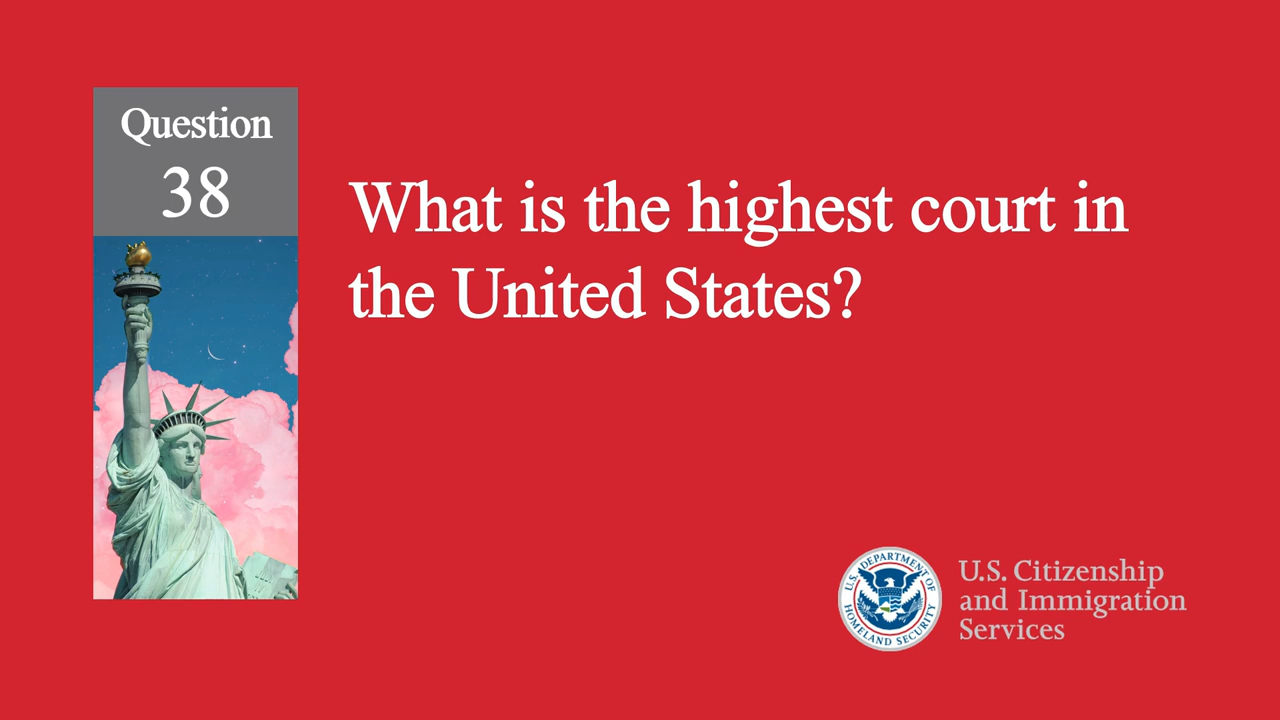 Question
38
What is the highest court in
the United States?
U.S. DEPARTMENT OF
HOMELAND SECURITY
U.S. Citizenship
and Immigration
Services